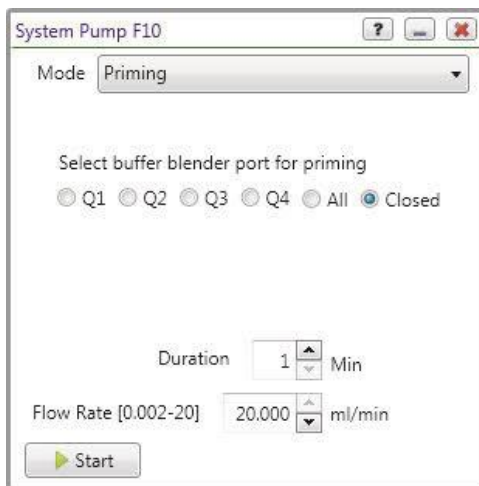 System Pump F10 ?
Mode Priming
Select buffer blender port for priming
Q1 Q2 Q3 Q4 All Closed
Duration 1 Min
Flow Rate [0.002-20] 20.000 ml/min
Start